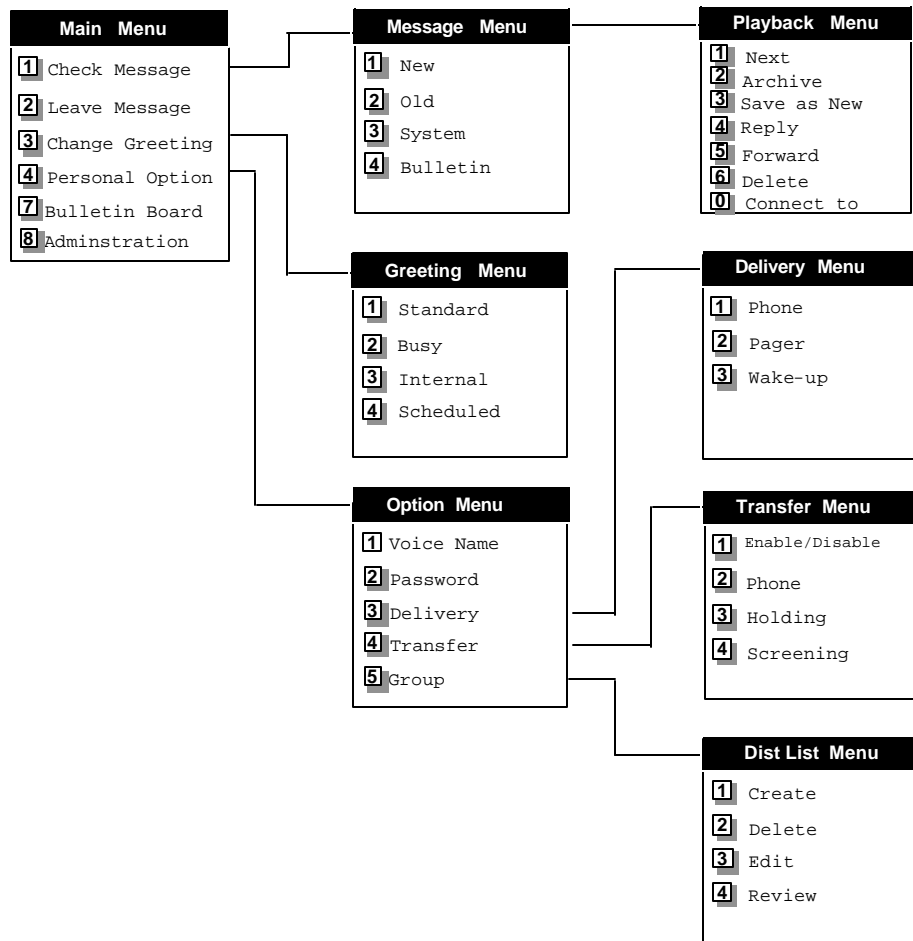 Main Menu
1 Check Message
2 Leave Message
3 Change Greeting
4 Personal Option
7 Bulletin Board
8 Adminstration
Message Menu
1 New
2 Old
3 System
4 Bulletin
Playback Menu
1 Next
2 Archive
3 Save as New
4 Reply
5 Forward
6 Delete
0 Connect to
Greeting Menu
1 Standard
2 Busy
3 Internal
4 Scheduled
Delivery Menu
1 Phone
2 Pager
3 Wake-up
Option Menu
1 Voice Name
2 Password
3 Delivery
4 Transfer
5 Group
Transfer Menu
1 Enable/Disable
2 Phone
3 Holding
4 Screening
Dist List Menu
1 Create
2 Delete
3 Edit
4 Review